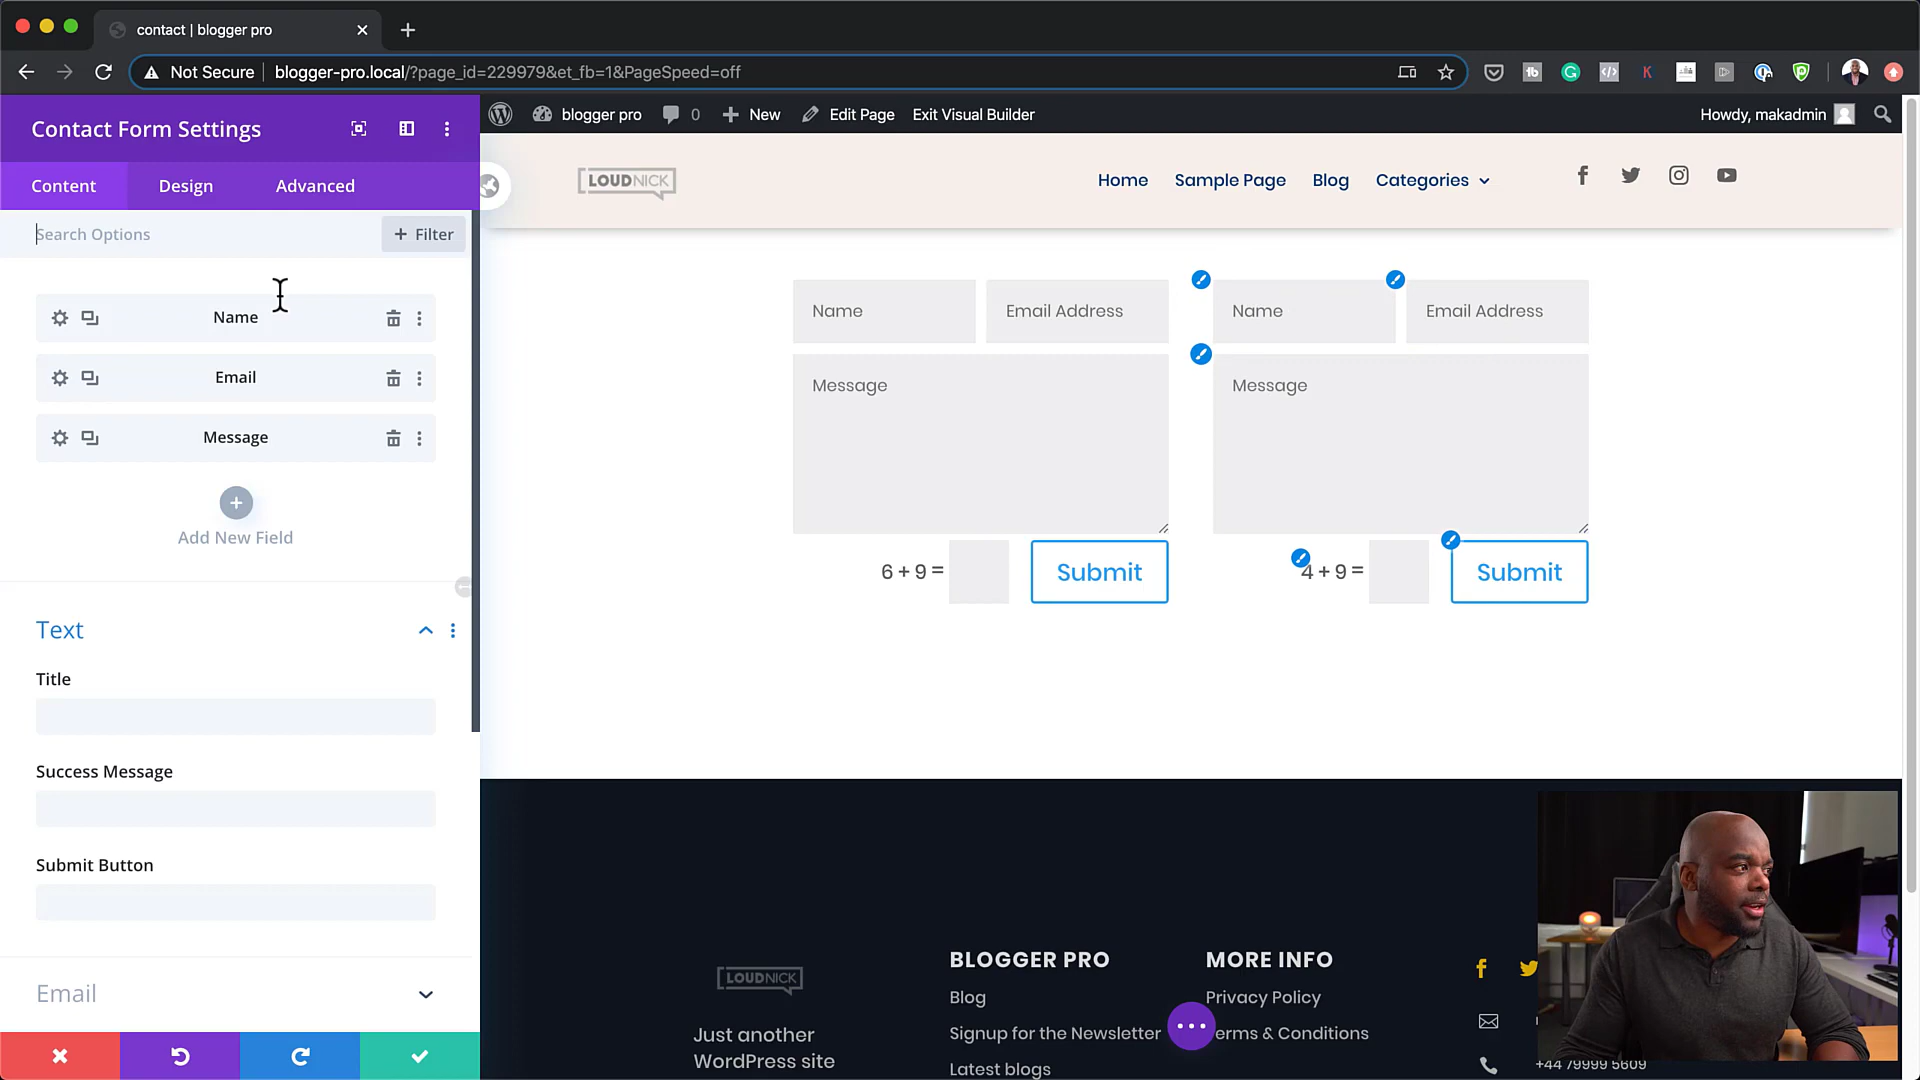 contact | blogger pro
Not Secure
blogger-pro.local/?page_id=229979&et_fb=1&PageSpeed=off
Contact Form Settings
blogger pro
0
New
Edit Page
Exit Visual Builder
Howdy, makadmin
Content
Design
Advanced
LOUDNICK
Home
Sample Page
Blog
Categories
Search Options
+ Filter
Name
Email
Message
Add New Field
Text
Title
Success Message
Submit Button
Email
Name
Email Address
Message
6 + 9 =
Submit
Name
Email Address
Message
4 + 9 =
Submit
LOUDNICK
Just another
WordPress site
BLOGGER PRO
Blog
Signup for the Newsletter
Latest blogs
MORE INFO
Privacy Policy
erms & Conditions
+44 79999 5609